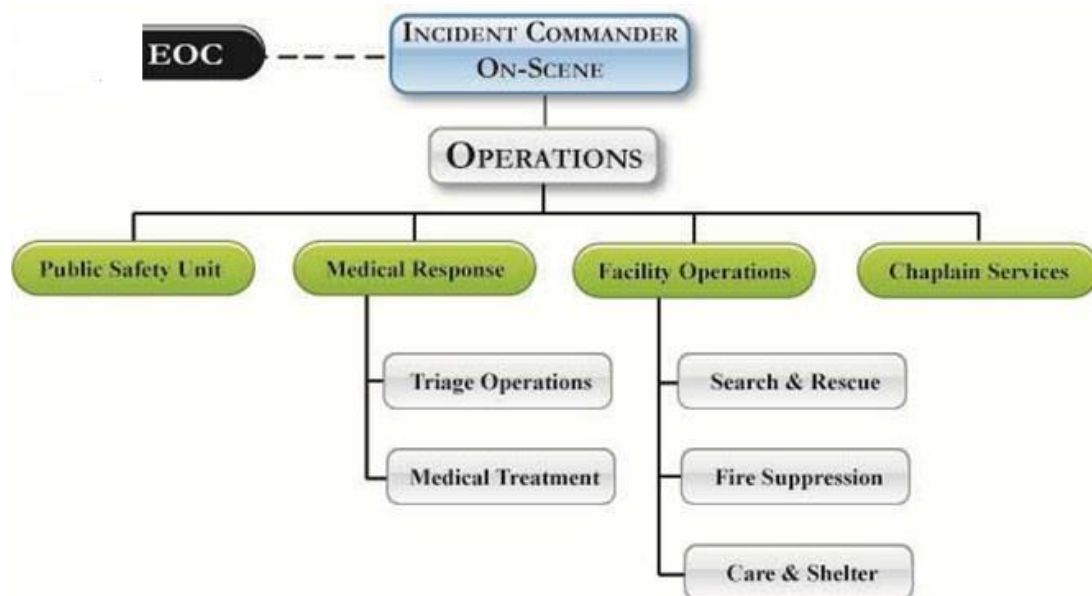 EOC
INCIDENT COMMANDER
ON-SCENE
OPERATIONS
Public Safety Unit
Medical Response
Facility Operations
Chaplain Services
Triage Operations
Search & Rescue
Medical Treatment
Fire Suppression
Care & Shelter